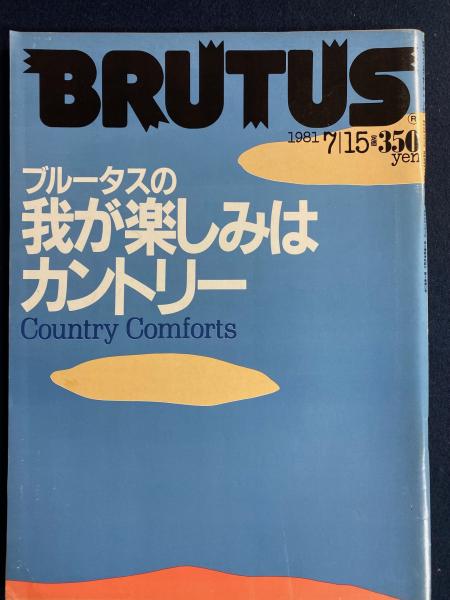 BRUTUS®
1981 7|15 350
yen
ブルータスの
我が楽しみは
カントリー
Country Comforts